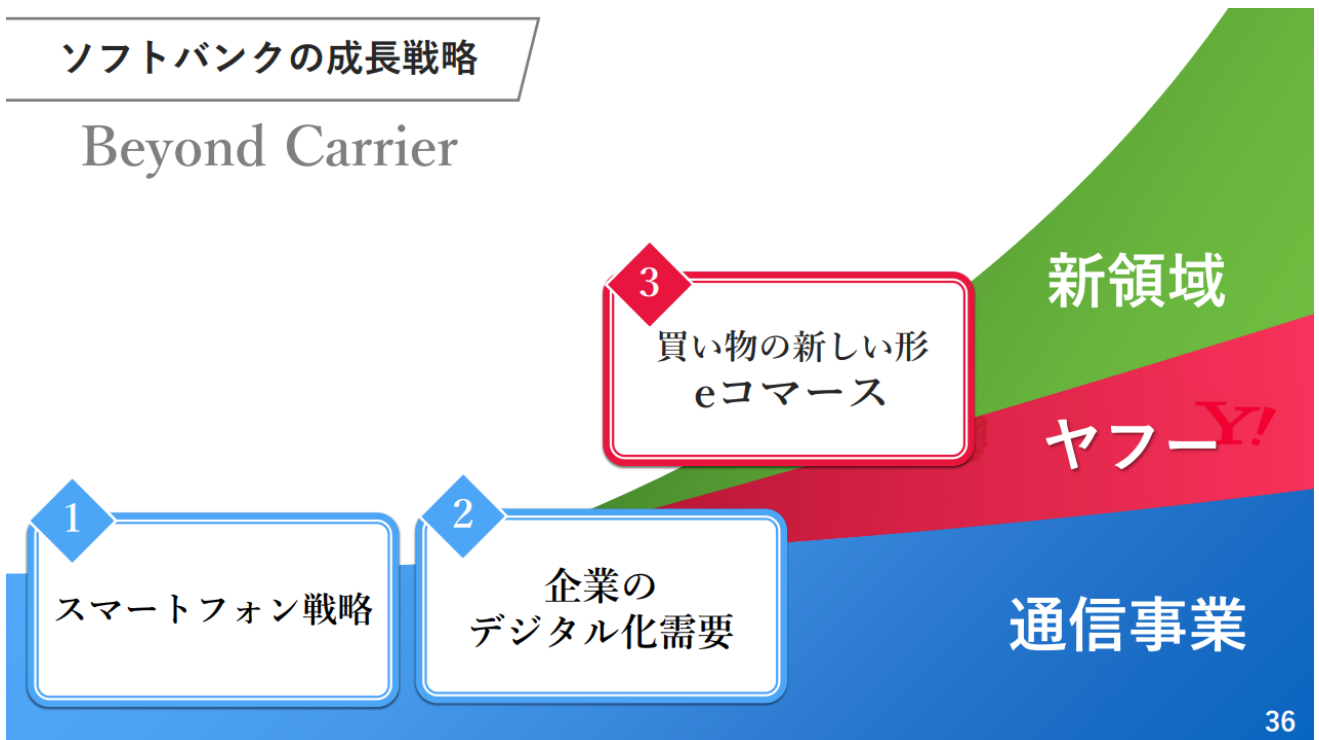 ソフトバンクの成長戦略
Beyond Carrier
新領域
3
買い物の新しい形
eコマース
ヤフー
Y!
1
スマートフォン戦略
2
企業の
デジタル化需要
通信事業
36